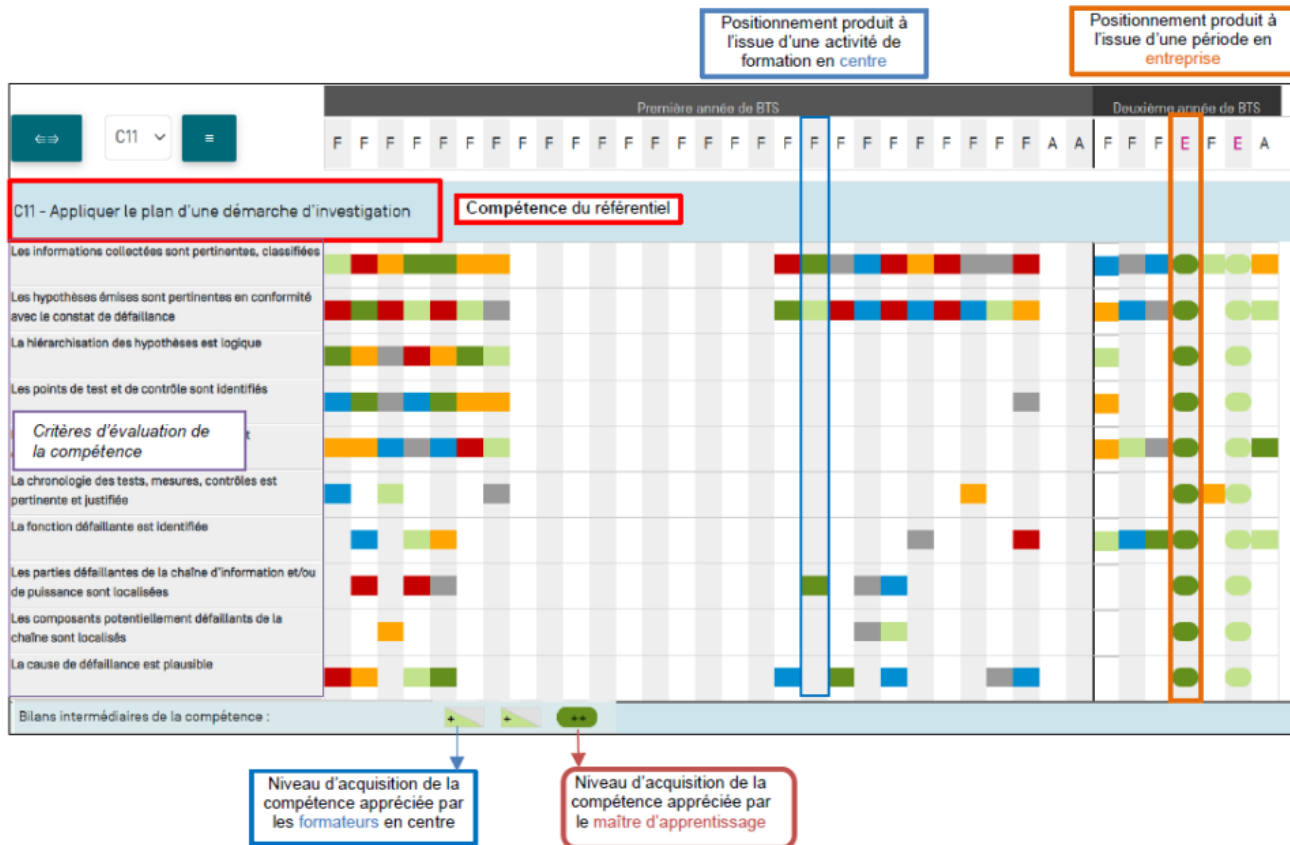 Positionnement produit à
l'issue d'une activité de
formation en centre
Positionnement produit à
l'issue d'une période en
entreprise
Première année de BTS
Deuxième année de BTS
⇐⇒
C11
≡
F F F F F F F F F F F F F F F F F F F F F F F F F F F A A F F F E F E A
C11 - Appliquer le plan d'une démarche d'investigation
Compétence du référentiel
Les informations collectées sont pertinentes, classifiées
Les hypothèses émises sont pertinentes en conformité
avec le constat de défaillance
La hiérarchisation des hypothèses est logique
Les points de test et de contrôle sont identifiés
Critères d'évaluation de
la compétence
La chronologie des tests, mesures, contrôles est
pertinente et justifiée
La fonction défaillante est identifiée
Les parties défaillantes de la chaîne d'information et/ou
de puissance sont localisées
Les composants potentiellement défaillants de la
chaîne sont localisés
La cause de défaillance est plausible
Bilans intermédiaires de la compétence :
+ + ++
Niveau d'acquisition de la
compétence appréciée par
les formateurs en centre
Niveau d'acquisition de la
compétence appréciée par
le maître d'apprentissage